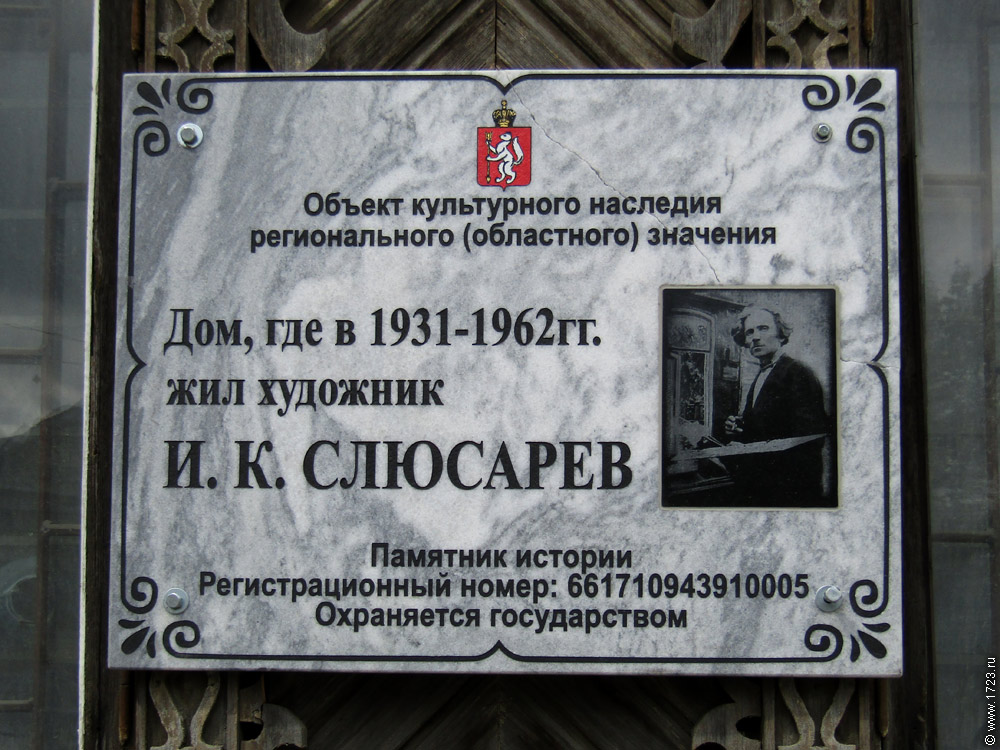 Объект культурного наследия
регионального (областного) значения
Дом, где в 1931-1962гг.
жил художник
И. К. СЛЮСАРЕВ
Памятник истории
Регистрационный номер: 661710943910005
Охраняется государством
© www.1723.ru